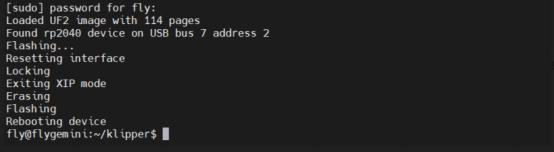 [sudo] password for fly:
Loaded UF2 image with 114 pages
Found rp2040 device on USB bus 7 address 2
Flashing...
Resetting interface
Locking
Exiting XIP mode
Erasing
Flashing
Rebooting device
fly@flygemini:~/klipper$